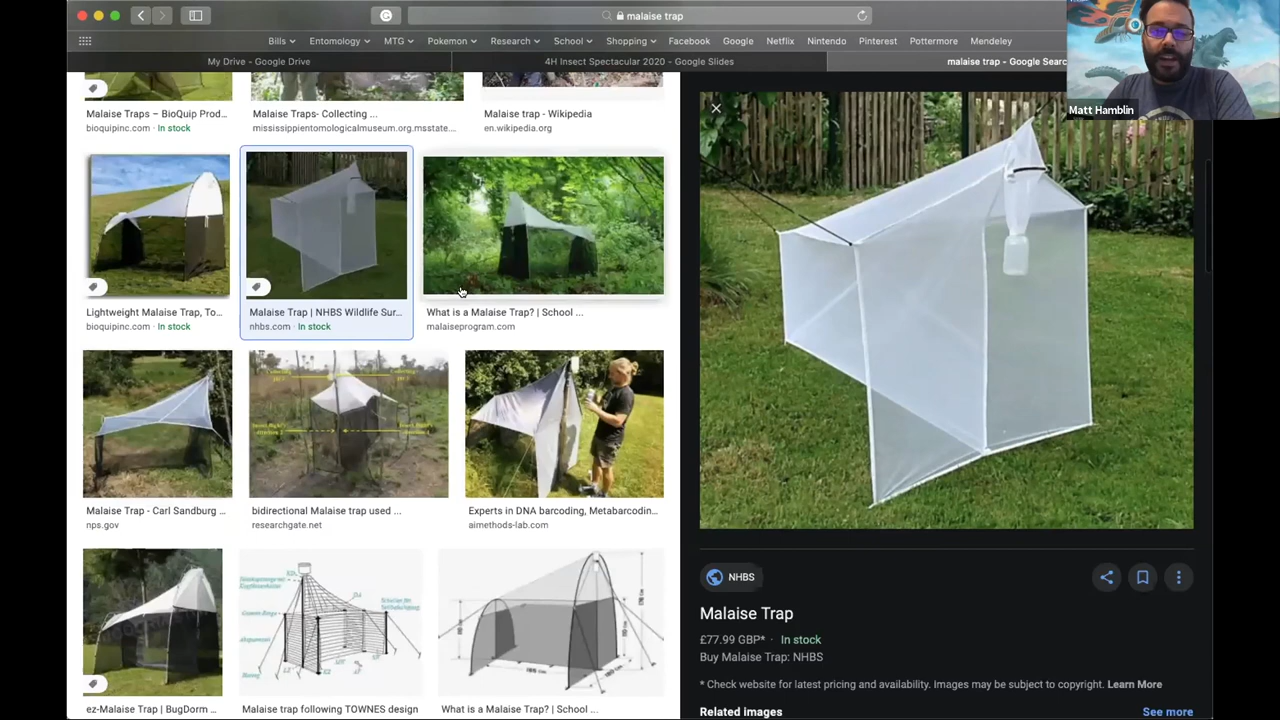 malaise trap
Bills Entomology MTG Pokemon Research School Shopping Facebook Google Netflix Nintendo Pinterest Pottermore Mendeley
My Drive - Google Drive
4H Insect Spectacular 2020 - Google Slides
malaise trap - Google Searc
Matt Hamblin
Malaise Traps – BioQuip Prod...
bioquipinc.com · In stock
Malaise Traps- Collecting ...
mississippientomologicalmuseum.org.msstate....
Malaise trap - Wikipedia
en.wikipedia.org
Lightweight Malaise Trap, To...
bioquipinc.com · In stock
Malaise Trap | NHBS Wildlife Sur...
nhbs.com · In stock
What is a Malaise Trap? | School ...
malaiseprogram.com
Malaise Trap - Carl Sandburg ...
nps.gov
bidirectional Malaise trap used ...
researchgate.net
Experts in DNA barcoding, Metabarcodin...
aimethods-lab.com
ez-Malaise Trap | BugDorm ...
Malaise trap following TOWNES design
What is a Malaise Trap? | School ...
NHBS
Malaise Trap
£77.99 GBP* · In stock
Buy Malaise Trap: NHBS
* Check website for latest pricing and availability. Images may be subject to copyright. Learn More
Related images
See more